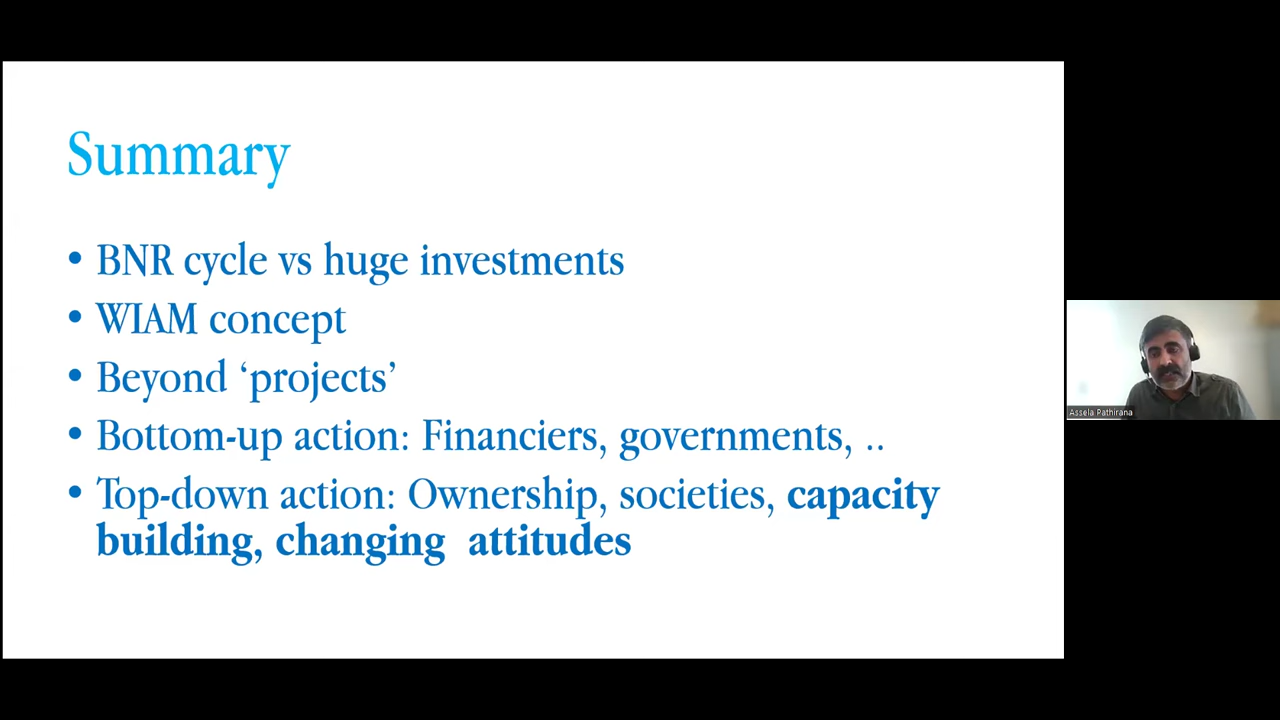 Summary
• BNR cycle vs huge investments
• WIAM concept
• Beyond ‘projects’
• Bottom-up action: Financiers, governments, ..
• Top-down action: Ownership, societies, capacity
building, changing  attitudes
Assela Pathirana